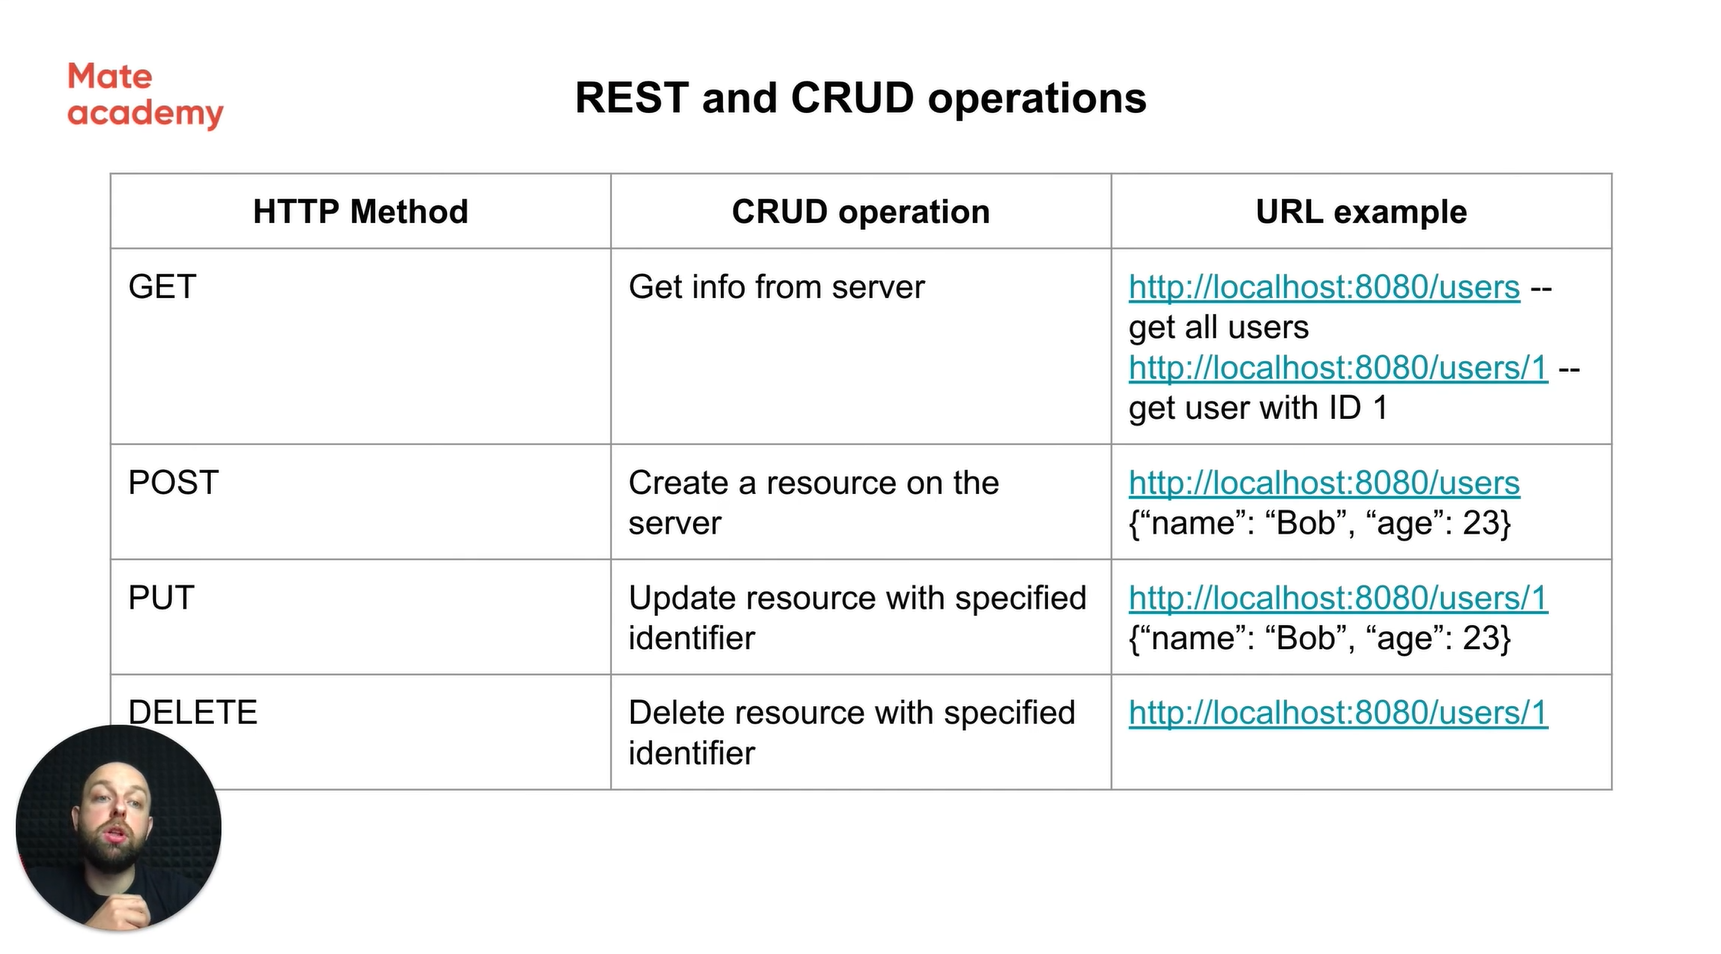 Mate
academy
REST and CRUD operations
HTTP Method
CRUD operation
URL example
GET
Get info from server
http://localhost:8080/users --
get all users
http://localhost:8080/users/1 --
get user with ID 1
POST
Create a resource on the
server
http://localhost:8080/users
{“name”: “Bob”, “age”: 23}
PUT
Update resource with specified
identifier
http://localhost:8080/users/1
{“name”: “Bob”, “age”: 23}
DELETE
Delete resource with specified
identifier
http://localhost:8080/users/1